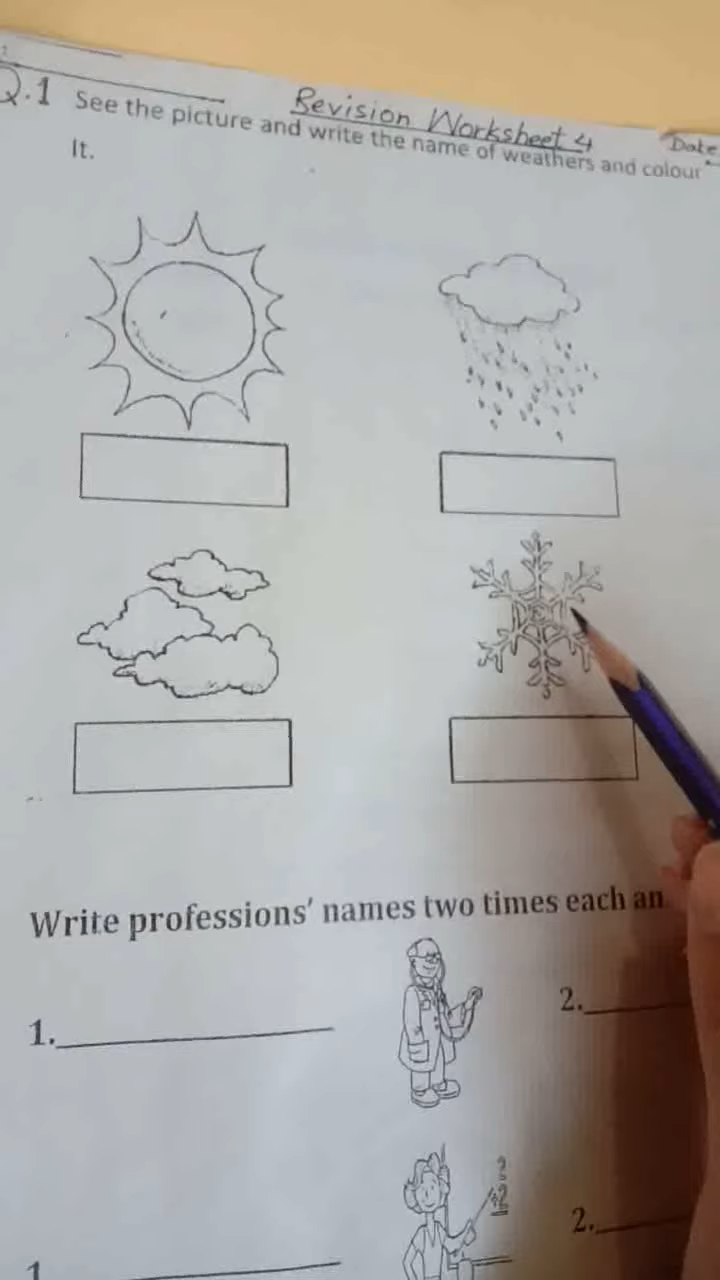 Revision Worksheet 4
Date
Q.1 See the picture and write the name of weathers and colour
It.
Write professions' names two times each an
1.
2.
?
+2
2.
1